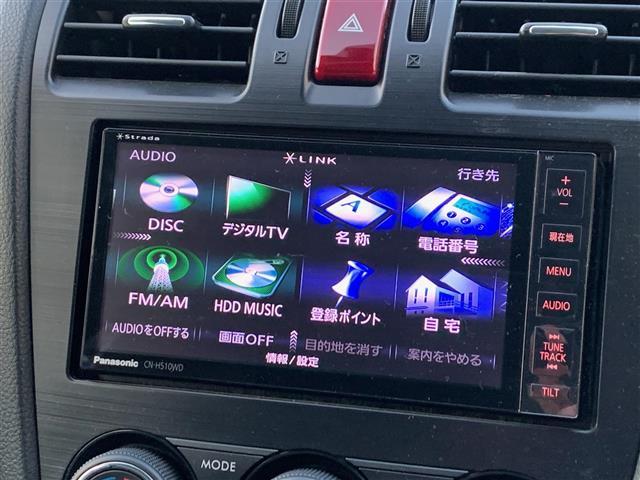 Strada
AUDIO
LINK
行き先
DISC
デジタルTV
名称
電話番号
FM/AM
HDD MUSIC
登録ポイント
自宅
AUDIOをOFFする
画面OFF
目的地を消す
案内をやめる
情報/設定
Panasonic
CN-H510WD
MIC
+
VOL
−
現在地
MENU
AUDIO
TUNE
TRACK
TILT
MODE